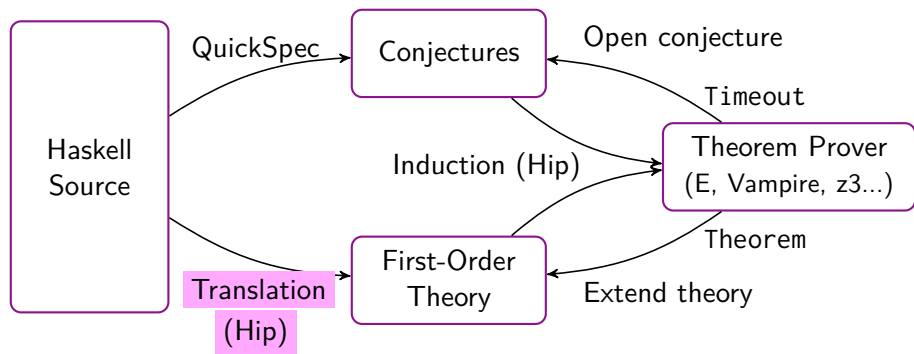 QuickSpec
Conjectures
Open conjecture
Timeout
Haskell
Source
Induction (Hip)
Theorem Prover
(E, Vampire, z3...)
Translation
(Hip)
First-Order
Theory
Theorem
Extend theory